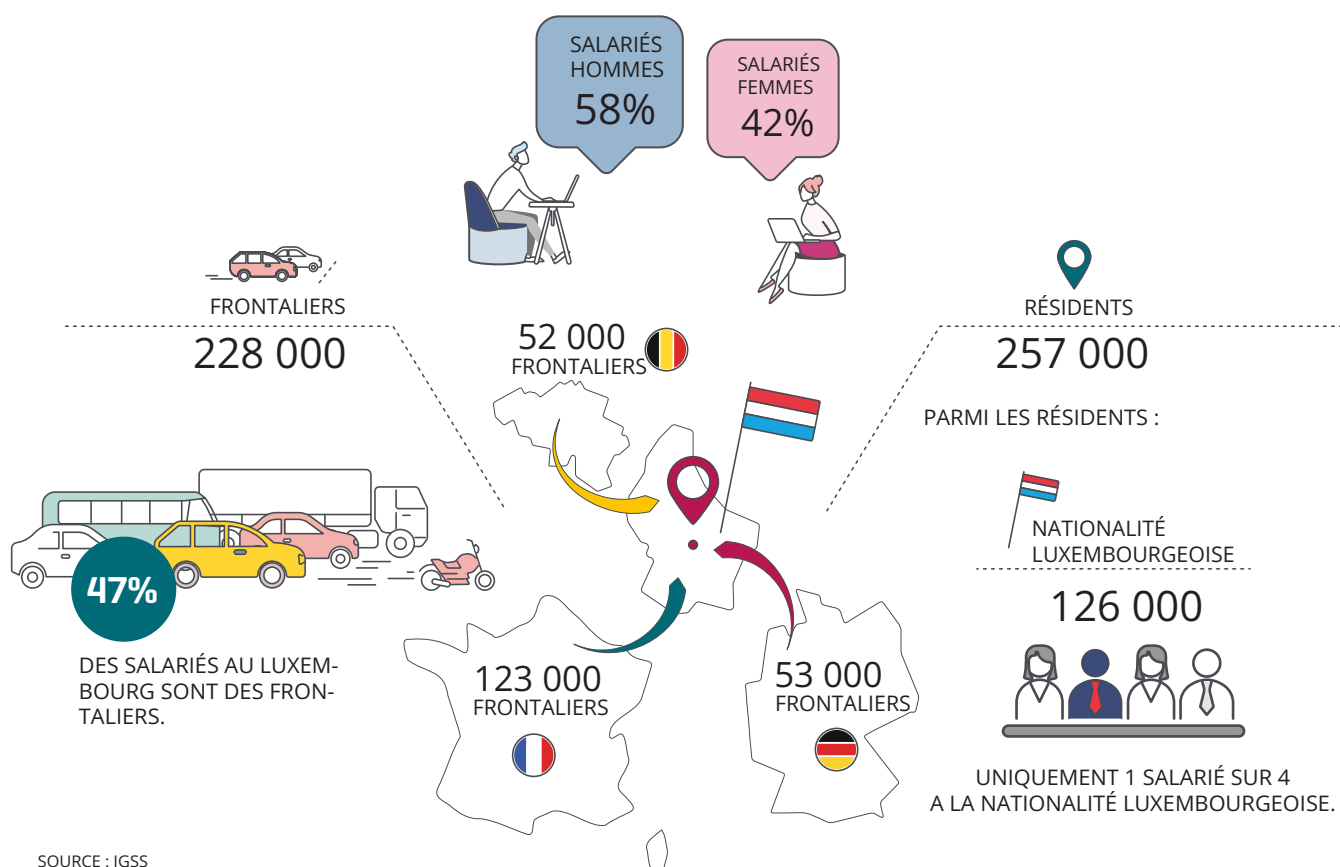 SALARIÉS
HOMMES
58%
SALARIÉS
FEMMES
42%
FRONTALIERS
228 000
52 000
FRONTALIERS
RÉSIDENTS
257 000
PARMI LES RÉSIDENTS :
NATIONALITÉ
LUXEMBOURGEOISE
126 000
47%
DES SALARIÉS AU LUXEM-
BOURG SONT DES FRON-
TALIERS.
123 000
FRONTALIERS
53 000
FRONTALIERS
UNIQUEMENT 1 SALARIÉ SUR 4
A LA NATIONALITÉ LUXEMBOURGEOISE.
SOURCE : IGSS